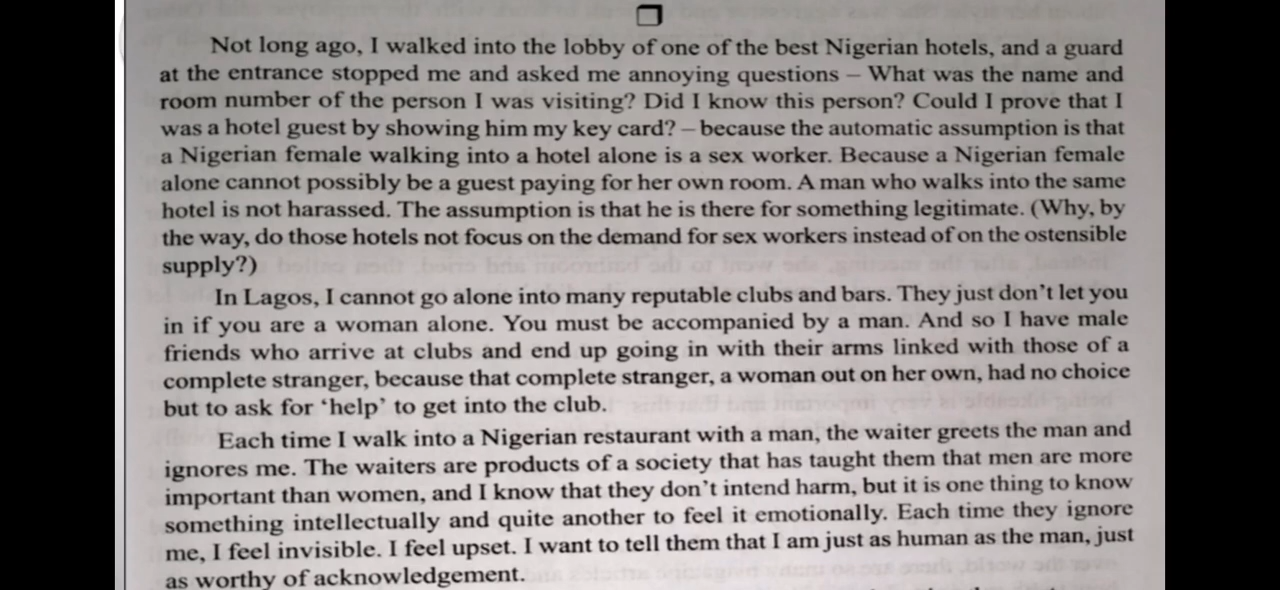 Not long ago, I walked into the lobby of one of the best Nigerian hotels, and a guard
at the entrance stopped me and asked me annoying questions – What was the name and
room number of the person I was visiting? Did I know this person? Could I prove that I
was a hotel guest by showing him my key card? – because the automatic assumption is that
a Nigerian female walking into a hotel alone is a sex worker. Because a Nigerian female
alone cannot possibly be a guest paying for her own room. A man who walks into the same
hotel is not harassed. The assumption is that he is there for something legitimate. (Why, by
the way, do those hotels not focus on the demand for sex workers instead of on the ostensible
supply?)
In Lagos, I cannot go alone into many reputable clubs and bars. They just don't let you
in if you are a woman alone. You must be accompanied by a man. And so I have male
friends who arrive at clubs and end up going in with their arms linked with those of a
complete stranger, because that complete stranger, a woman out on her own, had no choice
but to ask for ‘help’ to get into the club.
Each time I walk into a Nigerian restaurant with a man, the waiter greets the man and
ignores me. The waiters are products of a society that has taught them that men are more
important than women, and I know that they don't intend harm, but it is one thing to know
something intellectually and quite another to feel it emotionally. Each time they ignore
me, I feel invisible. I feel upset. I want to tell them that I am just as human as the man, just
as worthy of acknowledgement.